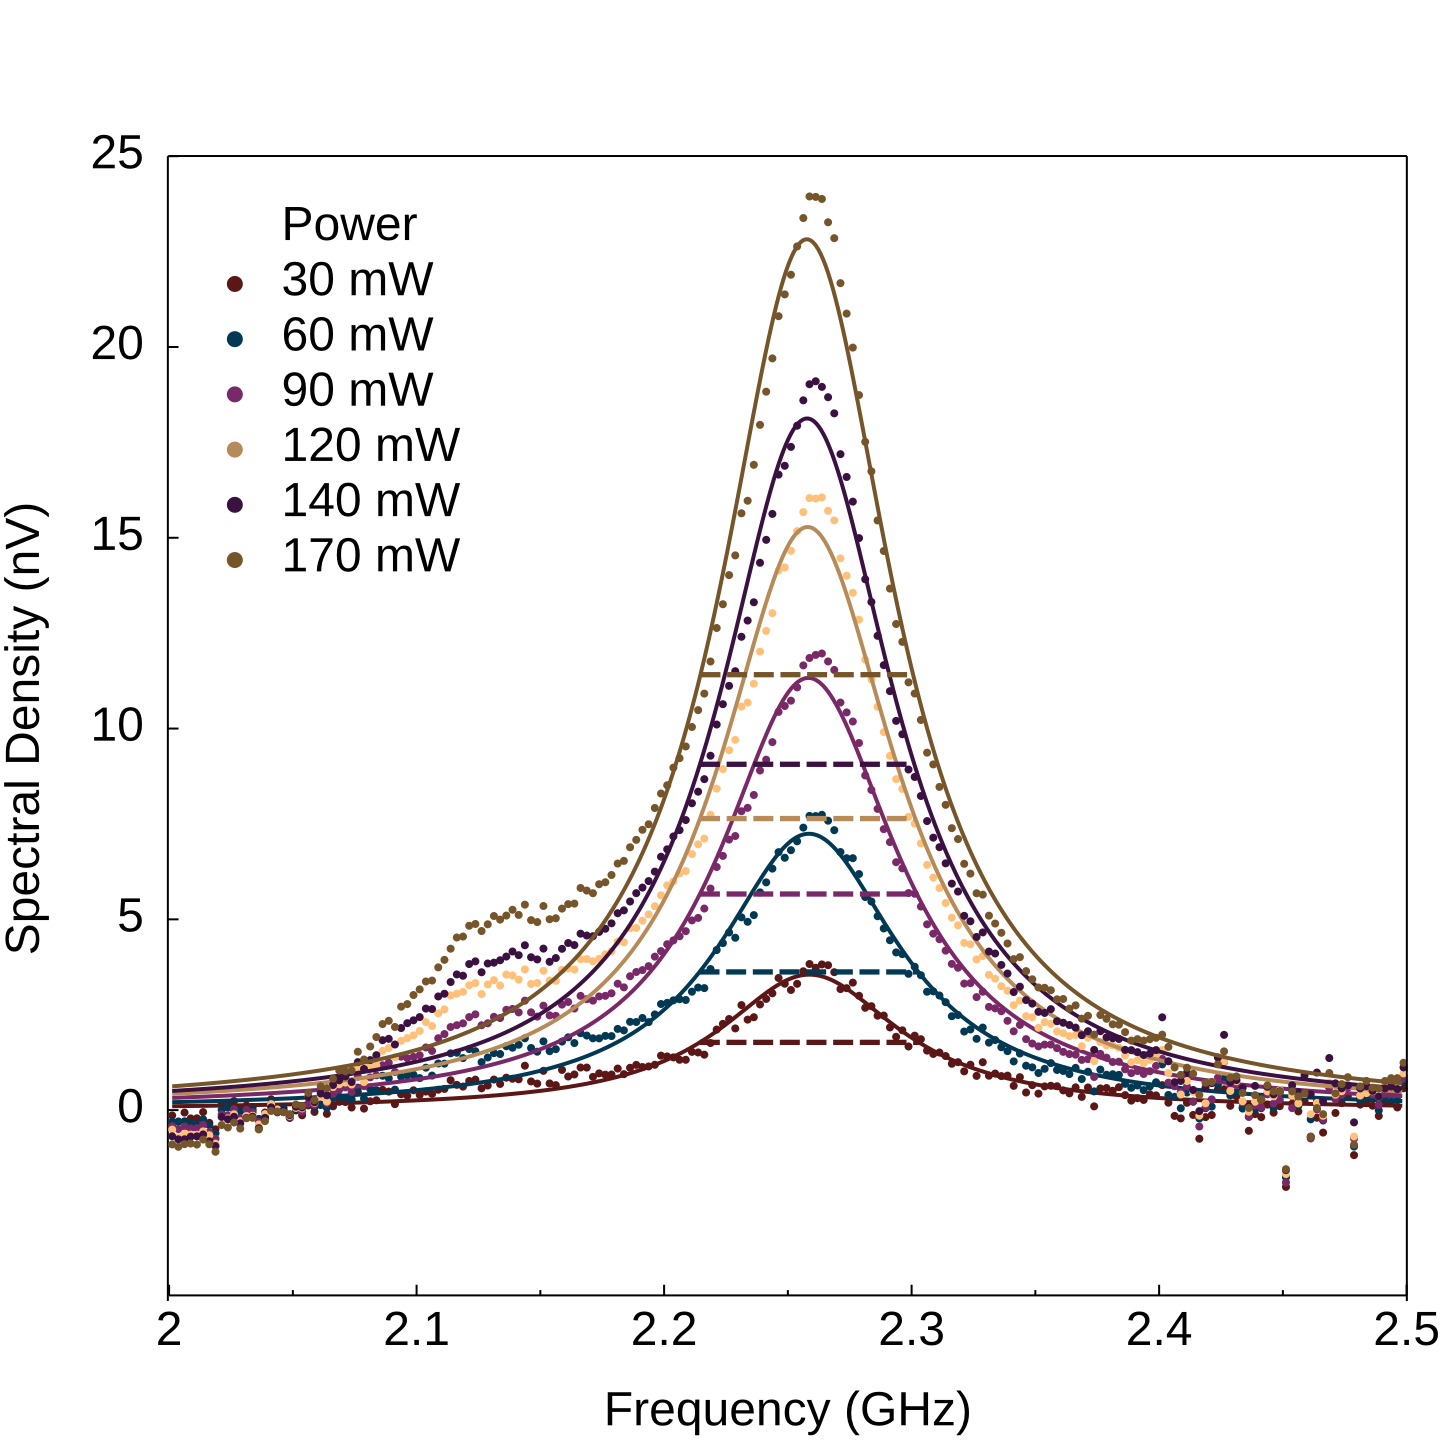 25
20
15
10
5
0
Spectral Density (nV)
Power
30 mW
60 mW
90 mW
120 mW
140 mW
170 mW
2 2.1 2.2 2.3 2.4 2.5
Frequency (GHz)